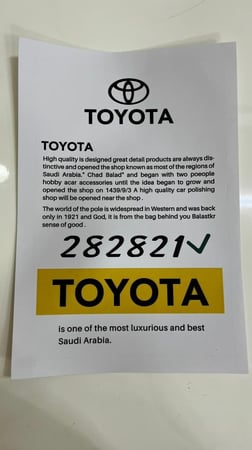 TOYOTA
TOYOTA
High quality is designed great detail products are always dis-
tinctive and opened the shop known as most of the regions of
Saudi Arabia." Chad Balad" and began with two poeople
hobby acar accessories until the idea began to grow and
opened the shop on 1439/9/3 A high quality car polishing
shop will be opened near the shop .
The world of the pole is widespread in Western and was back
only in 1921 and God, it is from the bag behind you Balastkr
sense of good .
282821✓
TOYOTA
is one of the most luxurious and best
Saudi Arabia.